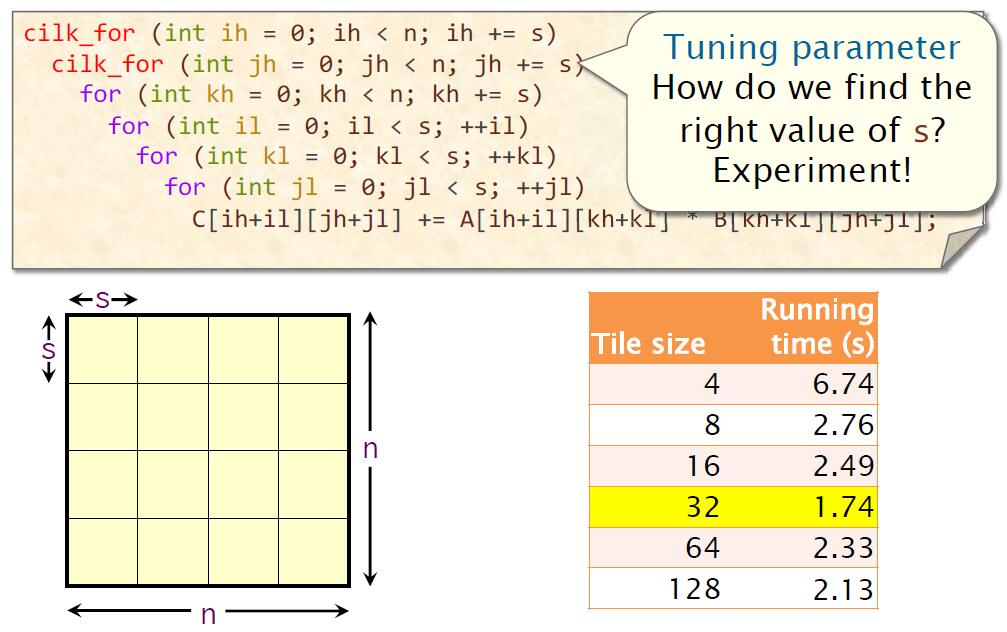 cilk_for (int ih = 0; ih < n; ih += s)
  cilk_for (int jh = 0; jh < n; jh += s)
    for (int kh = 0; kh < n; kh += s)
      for (int il = 0; il < s; ++il)
        for (int kl = 0; kl < s; ++kl)
          for (int jl = 0; jl < s; ++jl)
            C[ih+il][jh+jl] += A[ih+il][kh+kl] * B[kh+kl][jh+jl];
Tuning parameter
How do we find the
right value of s?
Experiment!
s
s
n
n
Tile size Running time (s)
4 6.74
8 2.76
16 2.49
32 1.74
64 2.33
128 2.13